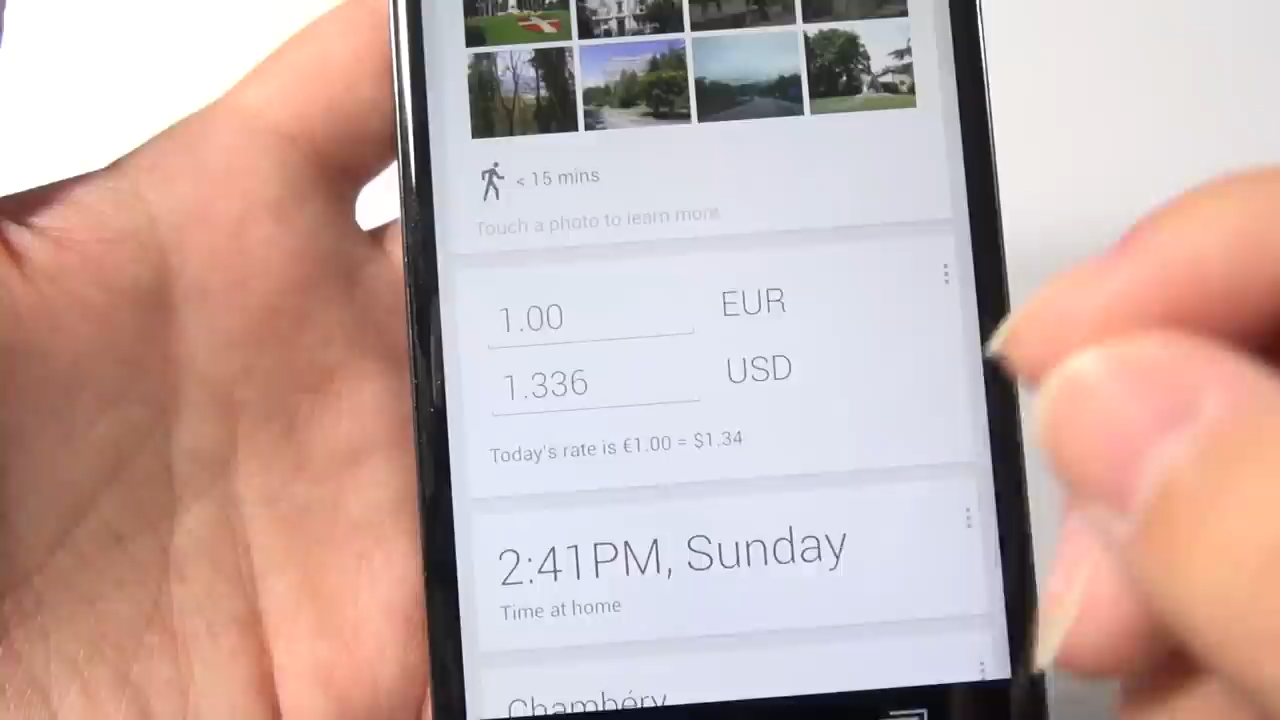 < 15 mins
Touch a photo to learn more
1.00 EUR
1.336 USD
Today's rate is €1.00 = $1.34
2:41PM, Sunday
Time at home
Chambéry